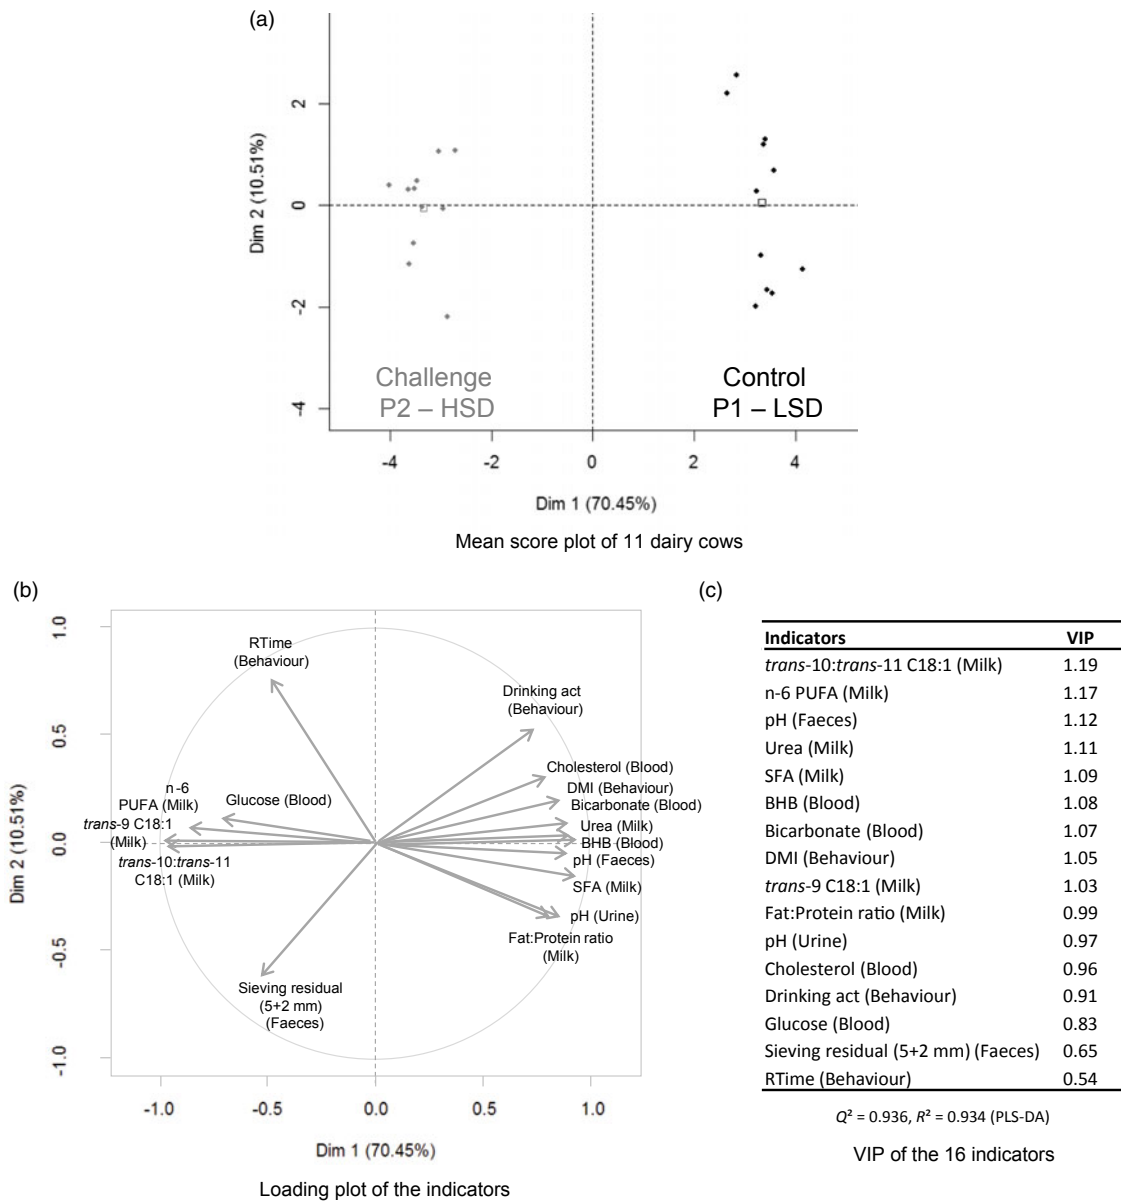 (a)
2
0
-2
-4
Dim 2 (10.51%)
Challenge
P2 – HSD
Control
P1 – LSD
-4
-2
0
2
4
Dim 1 (70.45%)
Mean score plot of 11 dairy cows
(b)
1.0
0.5
0.0
-0.5
-1.0
Dim 2 (10.51%)
RTime
(Behaviour)
Drinking act
(Behaviour)
Cholesterol (Blood)
DMI (Behaviour)
Bicarbonate (Blood)
Urea (Milk)
BHB (Blood)
pH (Faeces)
SFA (Milk)
pH (Urine)
Fat:Protein ratio
(Milk)
n-6
PUFA (Milk)
Glucose (Blood)
trans-9 C18:1
(Milk)
trans-10:trans-11
C18:1 (Milk)
Sieving residual
(5+2 mm)
(Faeces)
-1.0
-0.5
0.0
0.5
1.0
Dim 1 (70.45%)
Loading plot of the indicators
(c)
Indicators VIP
trans-10:trans-11 C18:1 (Milk) 1.19
n-6 PUFA (Milk) 1.17
pH (Faeces) 1.12
Urea (Milk) 1.11
SFA (Milk) 1.09
BHB (Blood) 1.08
Bicarbonate (Blood) 1.07
DMI (Behaviour) 1.05
trans-9 C18:1 (Milk) 1.03
Fat:Protein ratio (Milk) 0.99
pH (Urine) 0.97
Cholesterol (Blood) 0.96
Drinking act (Behaviour) 0.91
Glucose (Blood) 0.83
Sieving residual (5+2 mm) (Faeces) 0.65
RTime (Behaviour) 0.54
Q² = 0.936, R² = 0.934 (PLS-DA)
VIP of the 16 indicators